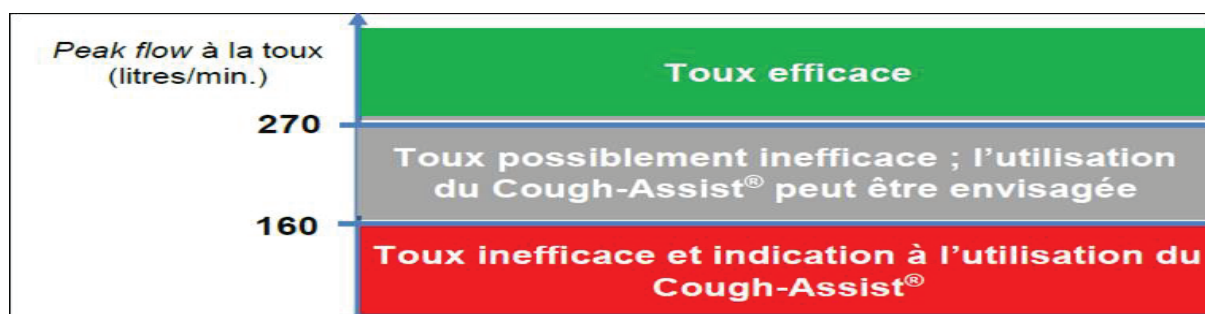 Peak flow à la toux
(litres/min.)
Toux efficace
270
Toux possiblement inefficace ; l’utilisation
du Cough-Assist® peut être envisagée
160
Toux inefficace et indication à l’utilisation du
Cough-Assist®